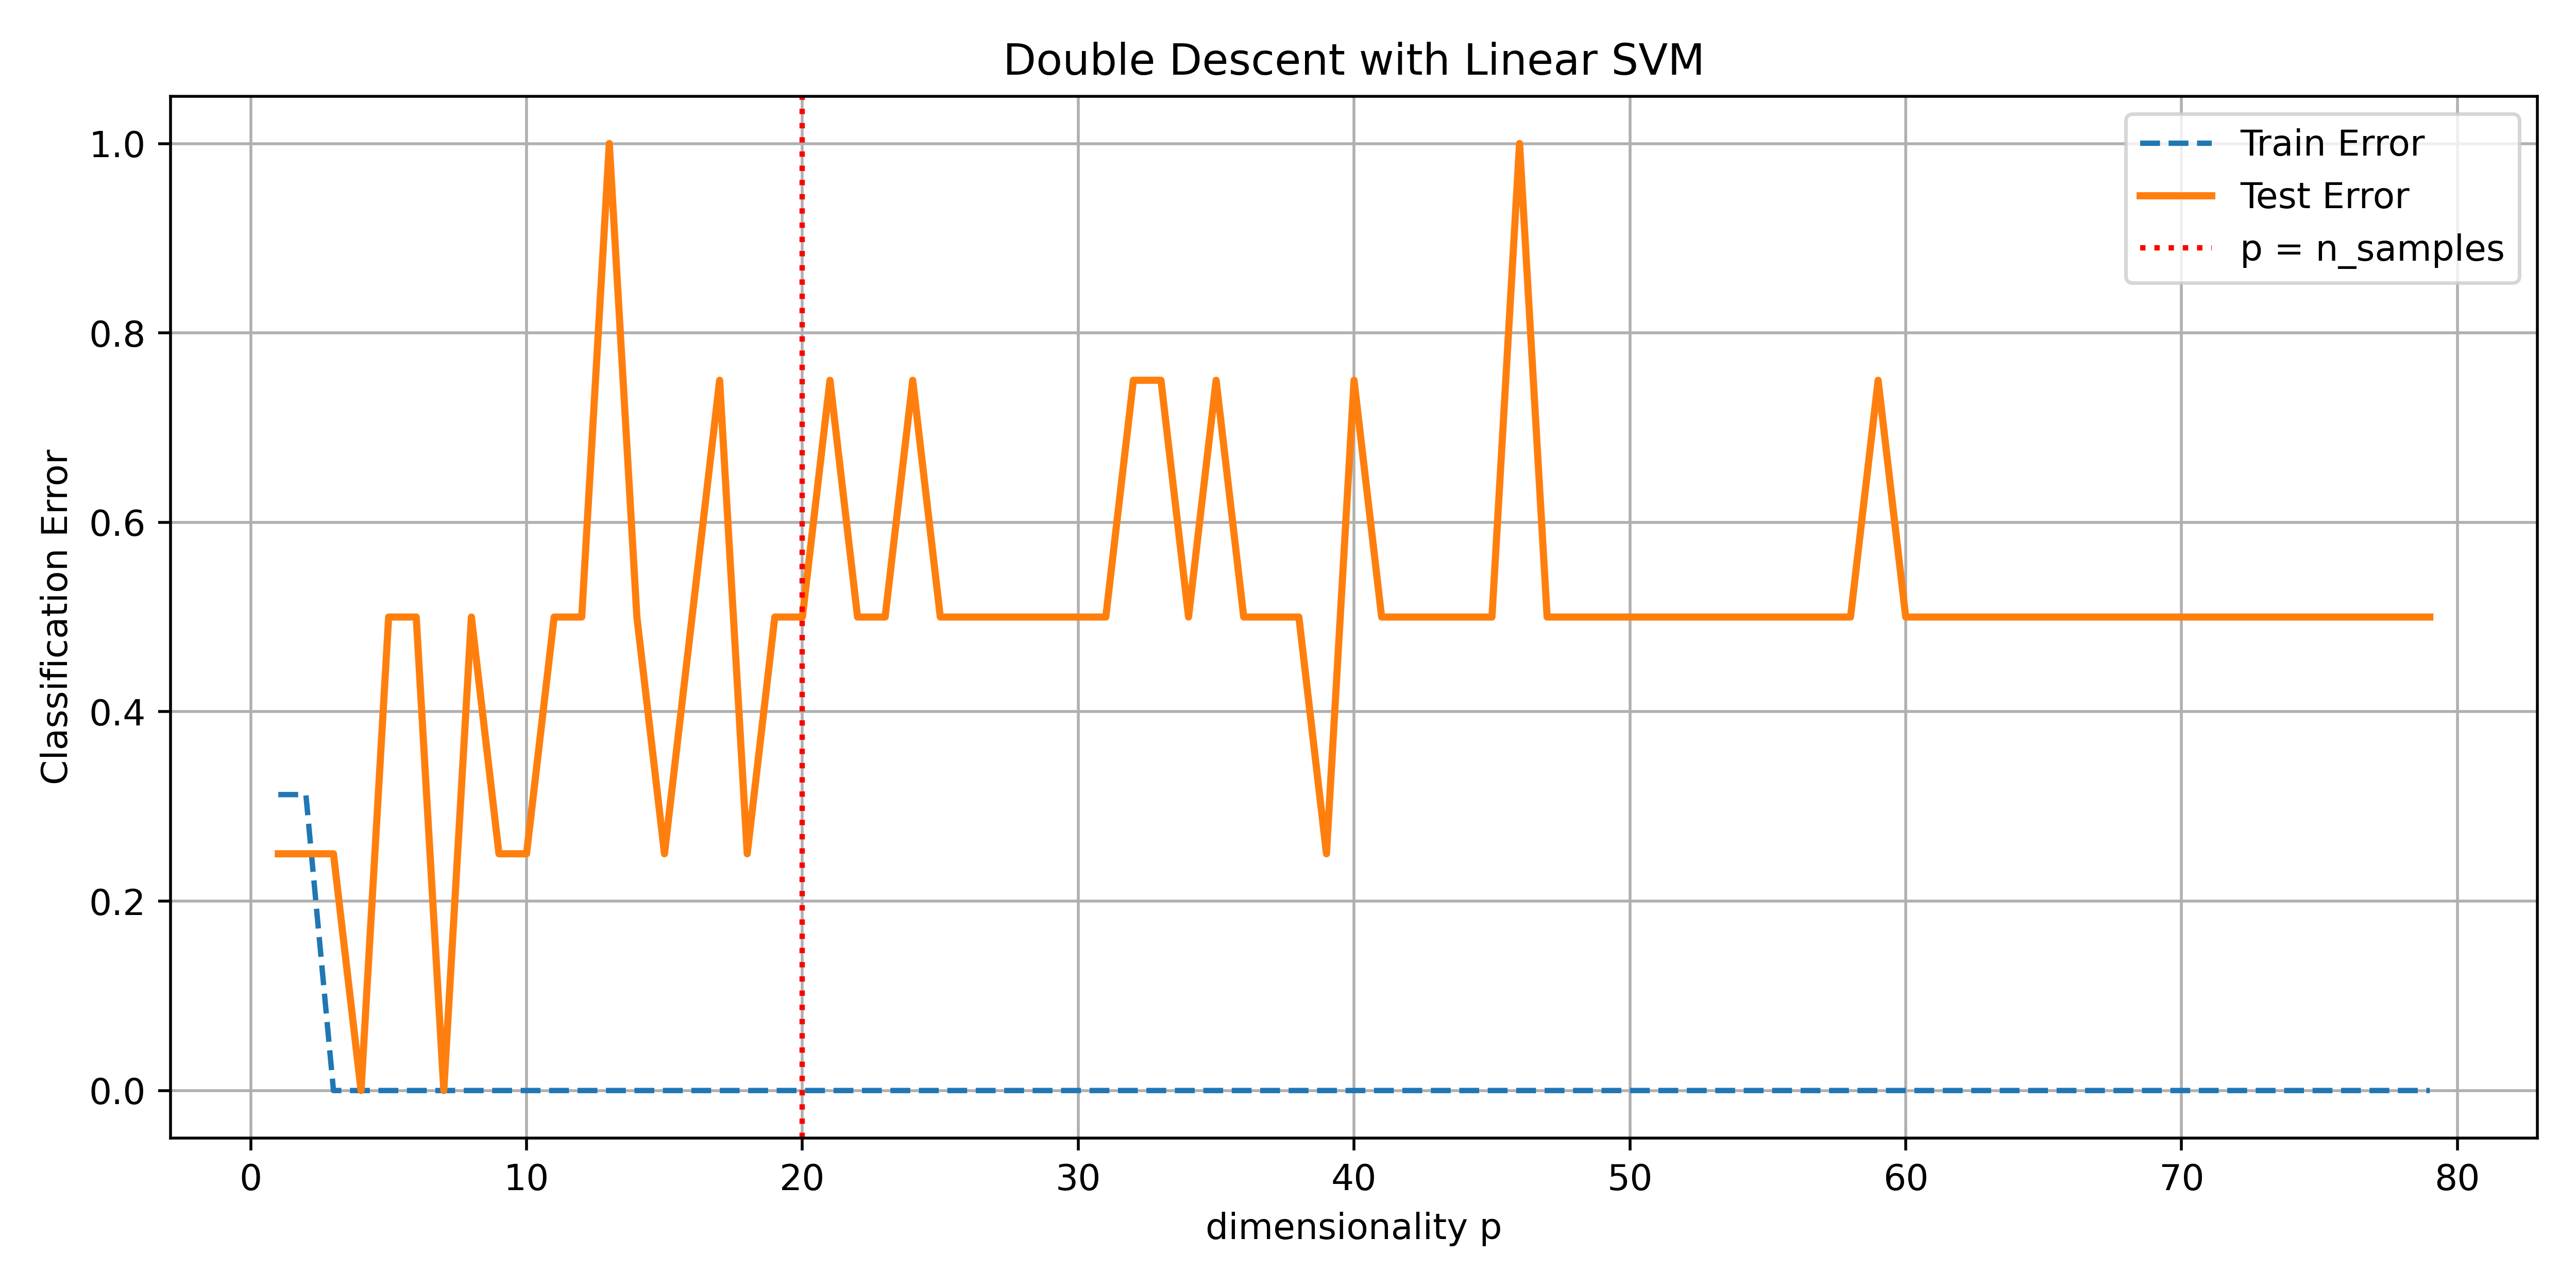 Double Descent with Linear SVM
1.0
0.8
0.6
0.4
0.2
0.0
Classification Error
Train Error
Test Error
p = n_samples
0 10 20 30 40 50 60 70 80
dimensionality p